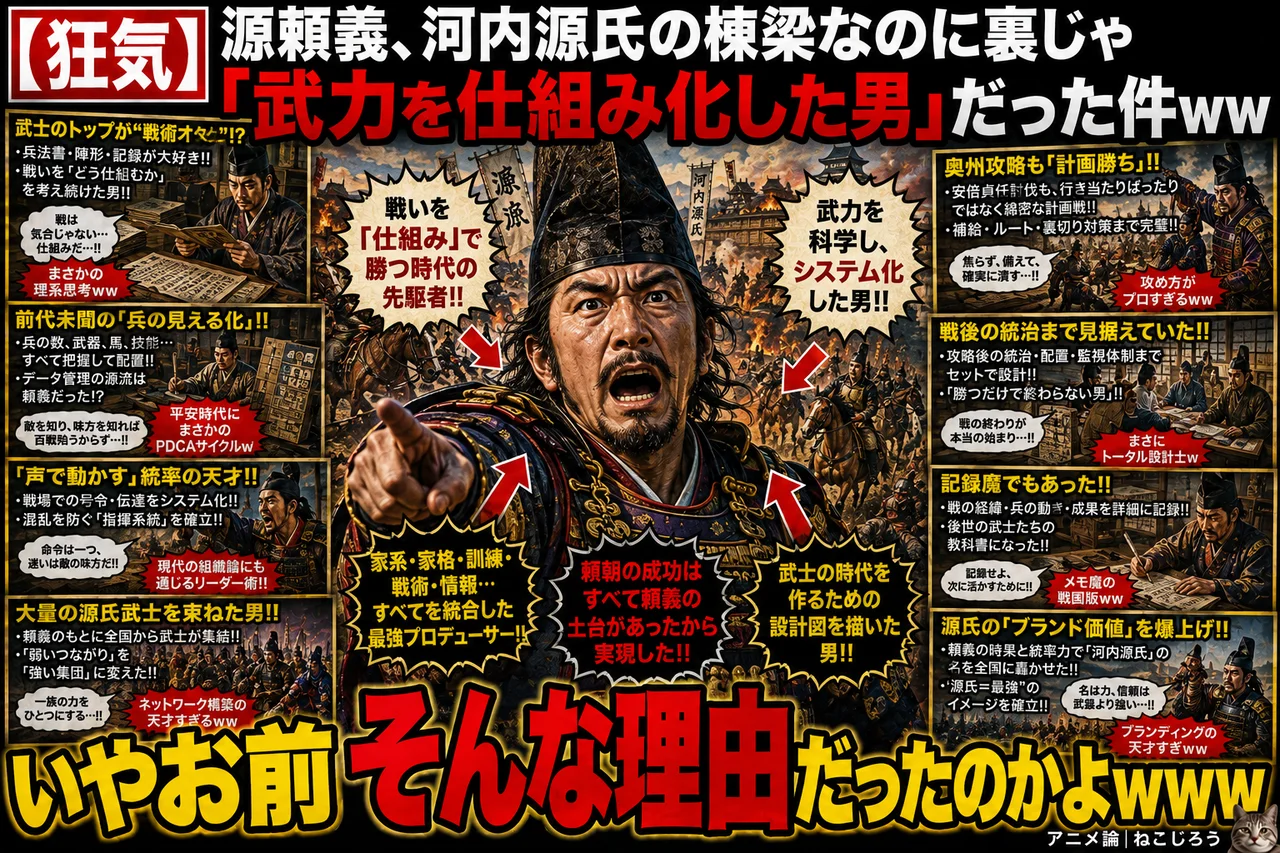 【狂気】
源頼義、河内源氏の棟梁なのに裏じゃ
「武力を仕組み化した男」だった件ww
武士のトップが“戦術オタ”!?
・兵法書・陣形・記録が大好き!!
・戦いを「どう仕組むか」
を考え続けた男!!
戦は
気合じゃない…
仕組みだ…!!
まさかの
理系思考ww
前代未聞の「兵の見える化」!!
・兵の数、武器、馬、技能…
すべて把握して配置!!
・データ管理の源流は
頼義だった!?
敵を知り、味方を知れば
百戦殆うからず…!!
平安時代に
まさかの
PDCAサイクルw
「声で動かす」統率の天才!!
・戦場での号令・伝達をシステム化!!
・混乱を防ぐ「指揮系統」を確立!!
命令は一つ、
迷いは敵の味方だ…!!
現代の組織論にも
通じるリーダー術!!
大量の源氏武士を束ねた男!!
・頼義のもとに全国から武士が集結!!
・「弱いつながり」を
「強い集団」に変えた!!
一族の力を
ひとつにする…!!
ネットワーク構築の
天才すぎるww
戦いを
「仕組み」で
勝つ時代の
先駆者!!
源
源
河内源氏
武力を
科学し、
システム化
した男!!
家系・家格・訓練・
戦術・情報…
すべてを統合した
最強プロデューサー!!
頼朝の成功は
すべて頼義の
土台があったから
実現した!!
武士の時代を
作るための
設計図を描いた
男!!
奥州攻略も「計画勝ち」!!
・安倍貞任討伐も、行き当たりばったり
ではなく綿密な計画戦!!
・補給・ルート・裏切り対策まで完璧!!
焦らず、備えて、
確実に潰す…!!
攻め方が
プロすぎるww
戦後の統治まで見据えていた!!
・攻略後の統治・配置・監視体制まで
セットで設計!!
・「勝つだけで終わらない男」!!
戦の終わりが
本当の始まり…!!
まさに
トータル設計士w
記録魔でもあった!!
・戦の経緯・兵の動き・成果を詳細に記録!!
・後世の武士たちの
教科書になった!!
記録せよ、
次に活かすために!!
メモ魔の
戦国版ww
源氏の「ブランド価値」を爆上げ!!
・頼義の時果と統率力で「河内源氏」の
名を全国に轟かせた!!
・“源氏＝最強”の
イメージを確立!!
名は力、信頼は
武器より強い…!!
ブランディングの
天才すぎww
いやお前そんな理由だったのかよwww
アニメ論|ねこじろう